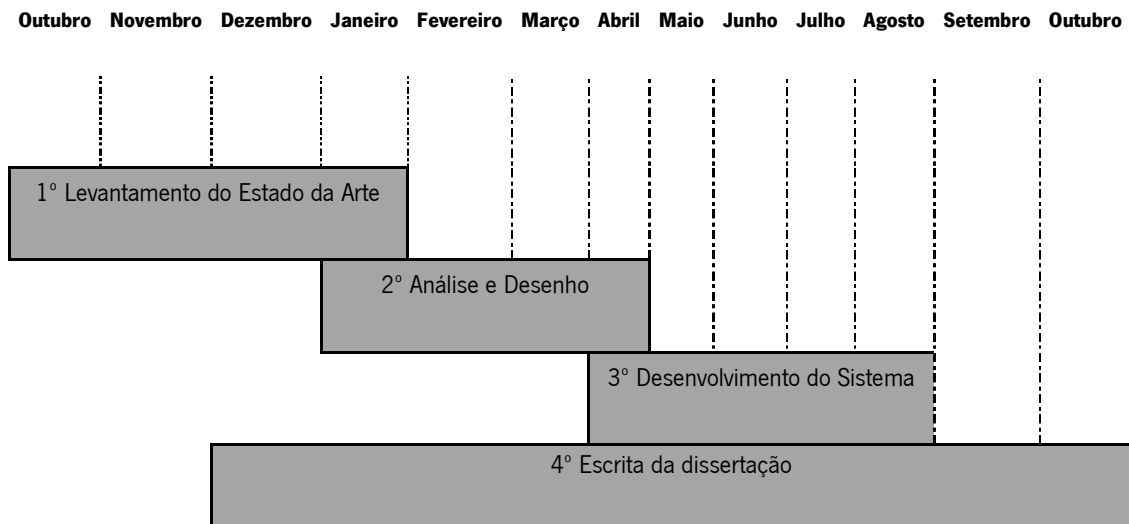 Outubro Novembro Dezembro Janeiro Fevereiro Março Abril Maio Junho Julho Agosto Setembro Outubro
1º Levantamento do Estado da Arte
2º Análise e Desenho
3º Desenvolvimento do Sistema
4º Escrita da dissertação